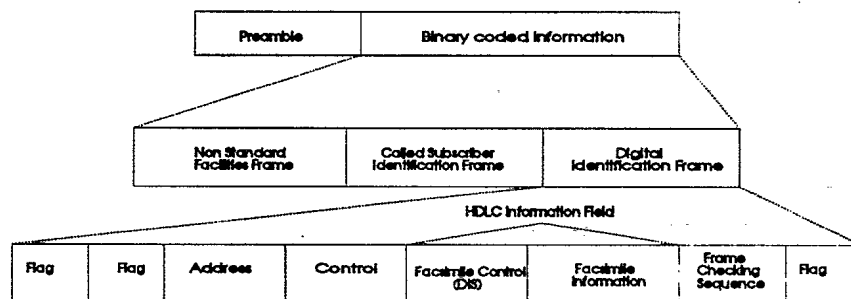 Preamble
Binary coded information
Non Standard
Facilities Frame
Called Subscriber
Identification Frame
Digital
Identification Frame
HDLC Information Field
Flag
Flag
Address
Control
Facsimile Control
(DIS)
Facsimile
Information
Frame
Checking
Sequence
Flag